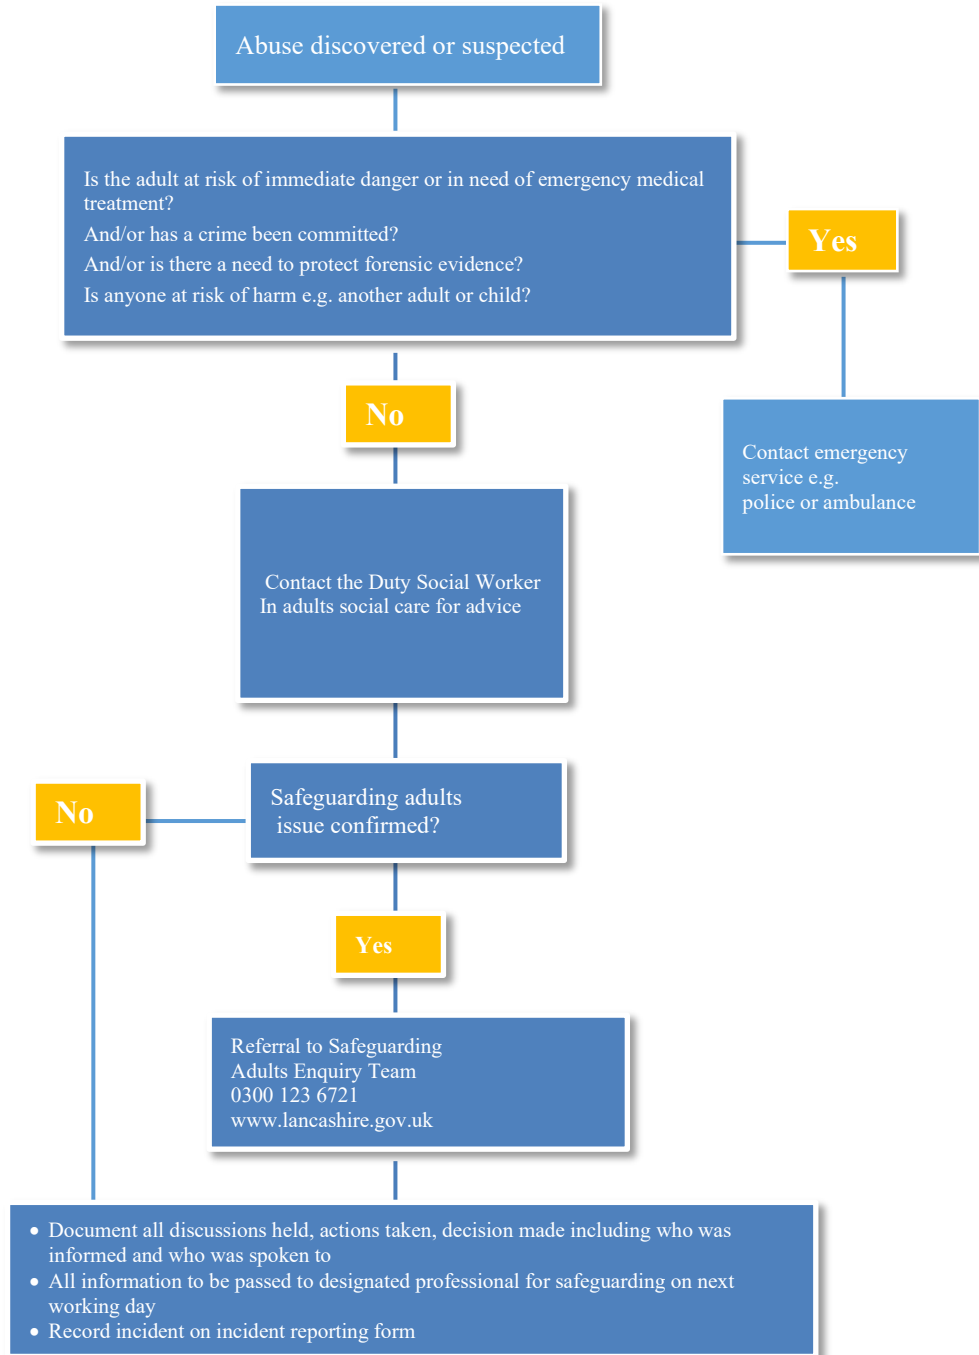 Abuse discovered or suspected
Is the adult at risk of immediate danger or in need of emergency medical
treatment?
And/or has a crime been committed?
And/or is there a need to protect forensic evidence?
Is anyone at risk of harm e.g. another adult or child?
Yes
No
Contact emergency
service e.g.
police or ambulance
Contact the Duty Social Worker
In adults social care for advice
Safeguarding adults
issue confirmed?
No
Yes
Referral to Safeguarding
Adults Enquiry Team
0300 123 6721
www.lancashire.gov.uk
• Document all discussions held, actions taken, decision made including who was
informed and who was spoken to
• All information to be passed to designated professional for safeguarding on next
working day
• Record incident on incident reporting form